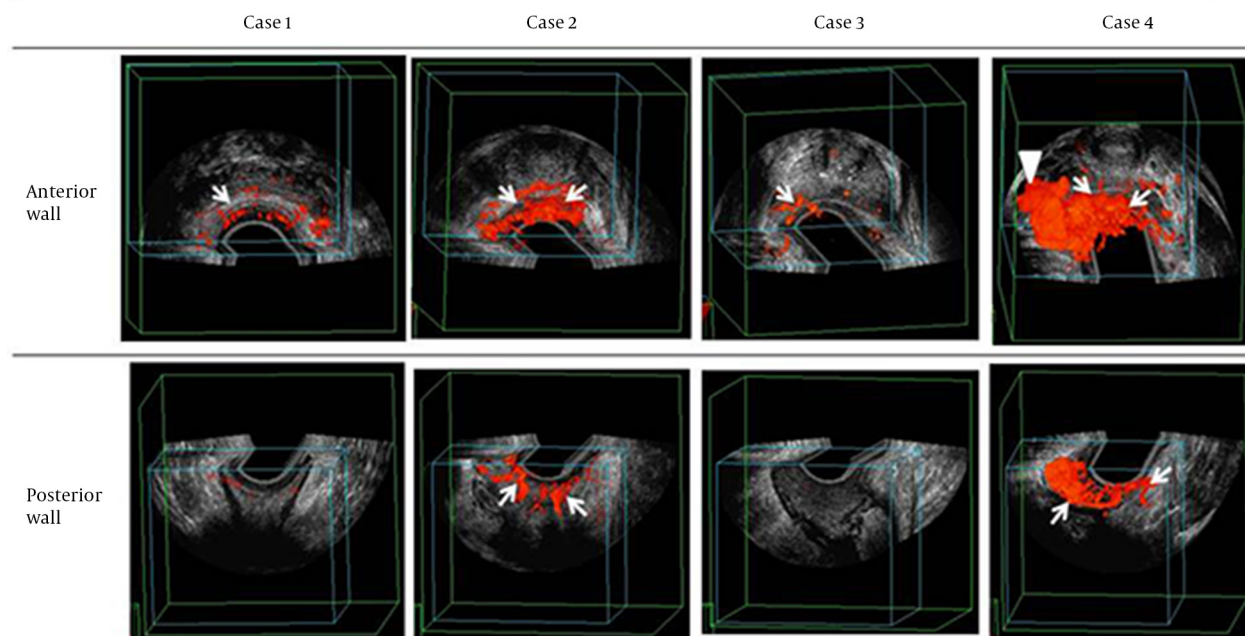 Case 1 Case 2 Case 3 Case 4
Anterior
wall
Posterior
wall